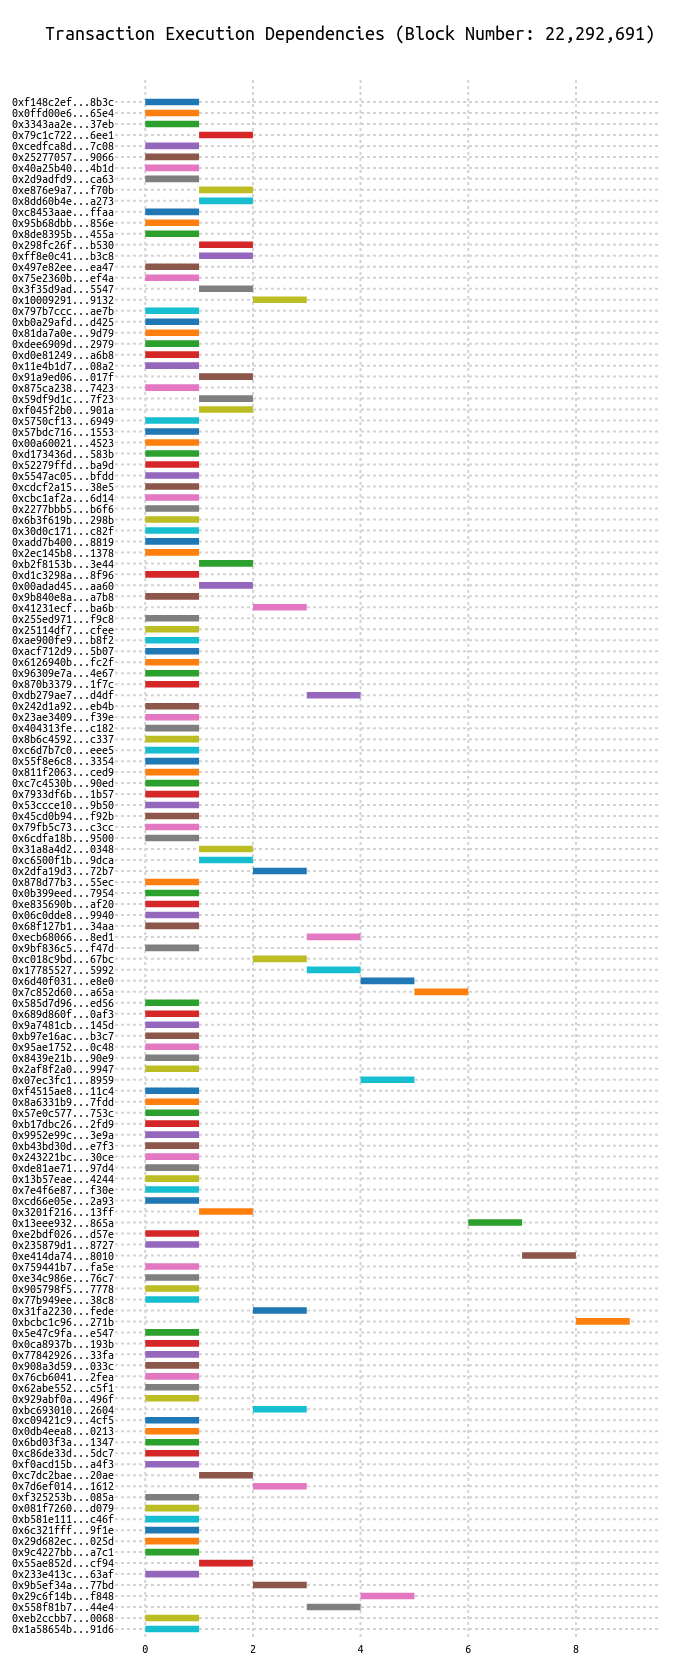 Transaction Execution Dependencies (Block Number: 22,292,691)
0xf148c2ef...8b3c
0x0ffd00e6...65e4
0x3343aa2e...37eb
0x79c1c722...6ee1
0xcedfca8d...7c08
0x25277057...9066
0x40a25b40...4b1d
0x2d9adfd9...ca63
0xe876e9a7...f70b
0x8dd60b4e...a273
0xc8453aae...ffaa
0x95b68dbb...856e
0x8de8395b...455a
0x298fc26f...b530
0xff8e0c41...b3c8
0x497e82ee...ea47
0x75e2360b...ef4a
0x3f35d9ad...5547
0x10009291...9132
0x797b7ccc...ae7b
0xb0a29afd...d425
0x81da7a0e...9d79
0xdee6909d...2979
0xd0e81249...a6b8
0x11e4b1d7...08a2
0x91a9ed06...017f
0x875ca238...7423
0x59df9d1c...7f23
0xf045f2b0...901a
0x5750cf13...6949
0x57bdc716...1553
0x00a60021...4523
0xd173436d...583b
0x52279ffd...ba9d
0x5547ac05...bfdd
0xcdcf2a15...38e5
0xcbc1af2a...6d14
0x2277bbb5...b6f6
0x6b3f619b...298b
0x30d0c171...c82f
0xadd7b400...8819
0x2ec145b8...1378
0xb2f8153b...3e44
0xd1c3298a...8f96
0x00adad45...aa60
0x9b840e8a...a7b8
0x41231ecf...ba6b
0x255ed971...f9c8
0x25114df7...cfee
0xae900fe9...b8f2
0xacf712d9...5b07
0x6126940b...fc2f
0x96309e7a...4e67
0x870b3379...1f7c
0xdb279ae7...d4df
0x242d1a92...eb4b
0x23ae3409...f39e
0x404313fe...c182
0x8b6c4592...c337
0xc6d7b7c0...eee5
0x55f8e6c8...3354
0x811f2063...ced9
0xc7c4530b...90ed
0x7933df6b...1b57
0x53ccce10...9b50
0x45cd0b94...f92b
0x79fb5c73...c3cc
0x6cdfa18b...9500
0x31a8a4d2...0348
0xc6500f1b...9dca
0x2dfa19d3...72b7
0x878d77b3...55ec
0x0b399eed...7954
0xe835690b...af20
0x06c0dde8...9940
0x68f127b1...34aa
0xecb68066...8ed1
0x9bf836c5...f47d
0xc018c9bd...67bc
0x17785527...5992
0x6d40f031...e8e0
0x7c852d60...a65a
0x585d7d96...ed56
0x689d860f...0af3
0x9a7481cb...145d
0xb97e16ac...b3c7
0x95ae1752...0c48
0x8439e21b...90e9
0x2af8f2a0...9947
0x07ec3fc1...8959
0xf4515ae8...11c4
0x8a6331b9...7fdd
0x57e0c577...753c
0xb17dbc26...2fd9
0x9952e99c...3e9a
0xb43bd30d...e7f3
0x243221bc...30ce
0xde81ae71...97d4
0x13b57eae...4244
0x7e4f6e87...f30e
0xcd66e05e...2a93
0x3201f216...13ff
0x13eee932...865a
0xe2bdf026...d57e
0x235879d1...8727
0xe414da74...8010
0x759441b7...fa5e
0xe34c986e...76c7
0x905798f5...7778
0x77b949ee...38c8
0x31fa2230...fede
0xbcbc1c96...271b
0x5e47c9fa...e547
0x0ca8937b...193b
0x77842926...33fa
0x908a3d59...033c
0x76cb6041...2fea
0x62abe552...c5f1
0x929abf0a...496f
0xbc693010...2604
0xc09421c9...4cf5
0x0db4eea8...0213
0x6bd03f3a...1347
0xc86de33d...5dc7
0xf0acd15b...a4f3
0xc7dc2bae...20ae
0x7d6ef014...1612
0xf325253b...085a
0x081f7260...d079
0xb581e111...c46f
0x6c321fff...9f1e
0x29d682ec...025d
0x9c4227bb...a7c1
0x55ae852d...cf94
0x233e413c...63af
0x9b5ef34a...77bd
0x29c6f14b...f848
0x558f81b7...44e4
0xeb2ccbb7...0068
0x1a58654b...91d6
0 2 4 6 8